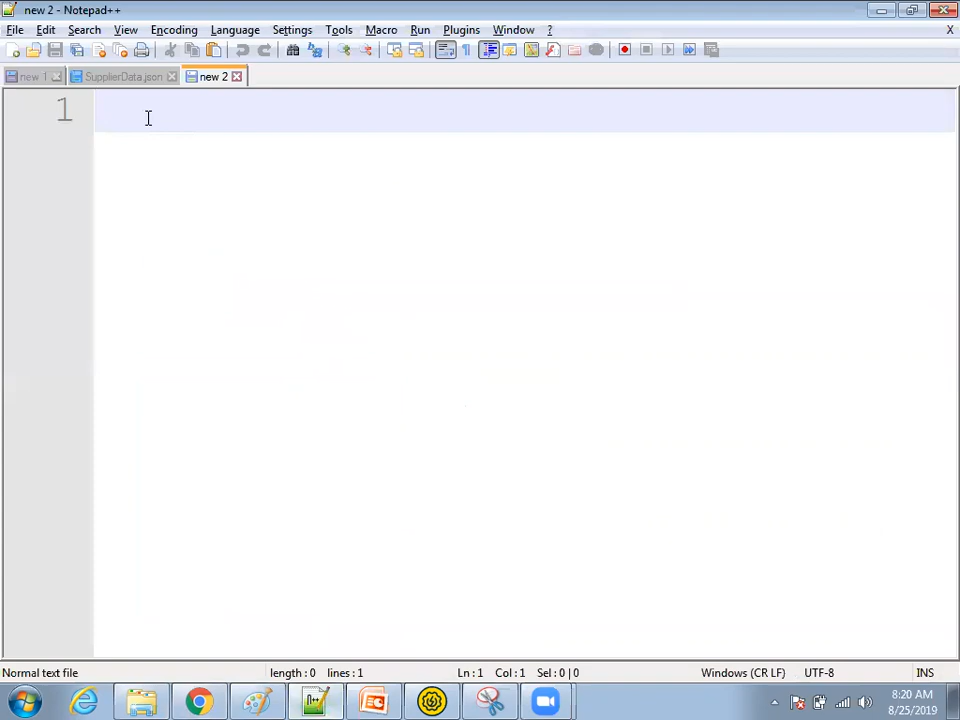 new 2 - Notepad++
File Edit Search View Encoding Language Settings Tools Macro Run Plugins Window ? X
new 1 SupplierData.json new 2
1
Normal text file length : 0 lines : 1 Ln : 1 Col : 1 Sel : 0 | 0 Windows (CR LF) UTF-8 INS
8:20 AM
8/25/2019